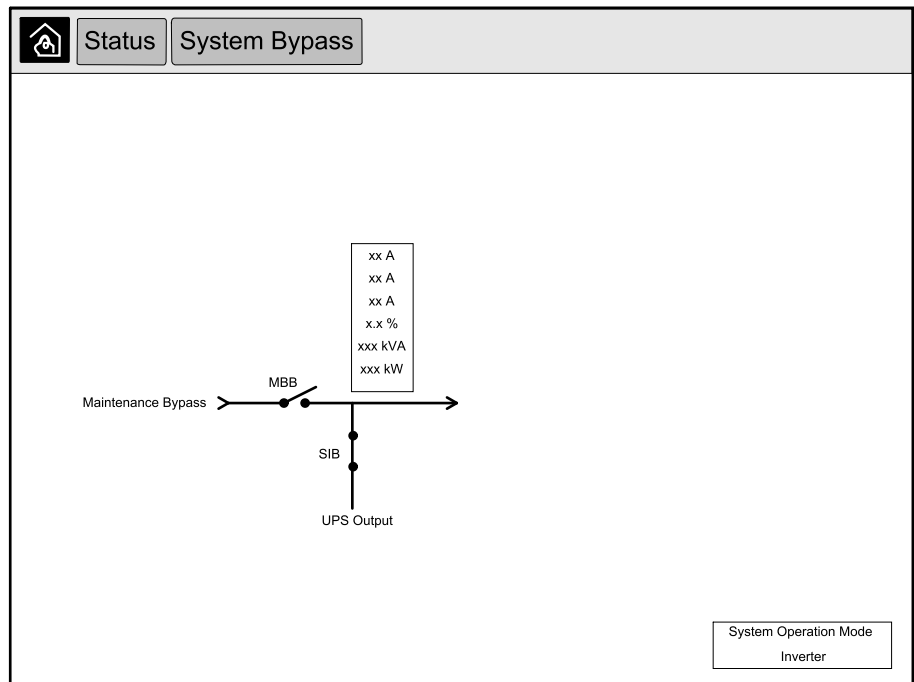 Status
System Bypass
xx A
xx A
xx A
x.x %
xxx kVA
xxx kW
MBB
Maintenance Bypass
SIB
UPS Output
System Operation Mode
Inverter